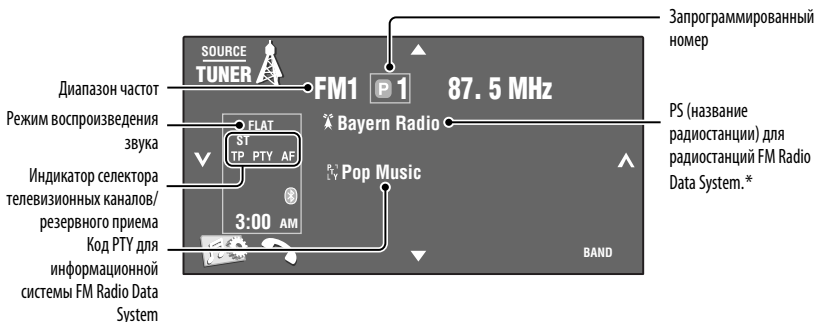 Запрограммированный
номер
SOURCE
TUNER
Диапазон частот
FM1 P 1 87. 5 MHz
Режим воспроизведения
звука
FLAT
ST
TP PTY AF
Bayern Radio
PS (название
радиостанции) для
радиостанций FM Radio
Data System.*
Индикатор селектора
телевизионных каналов/
резервного приема
PTY Pop Music
Код PTY для
информационной
системы FM Radio Data
System
3:00 AM
BAND